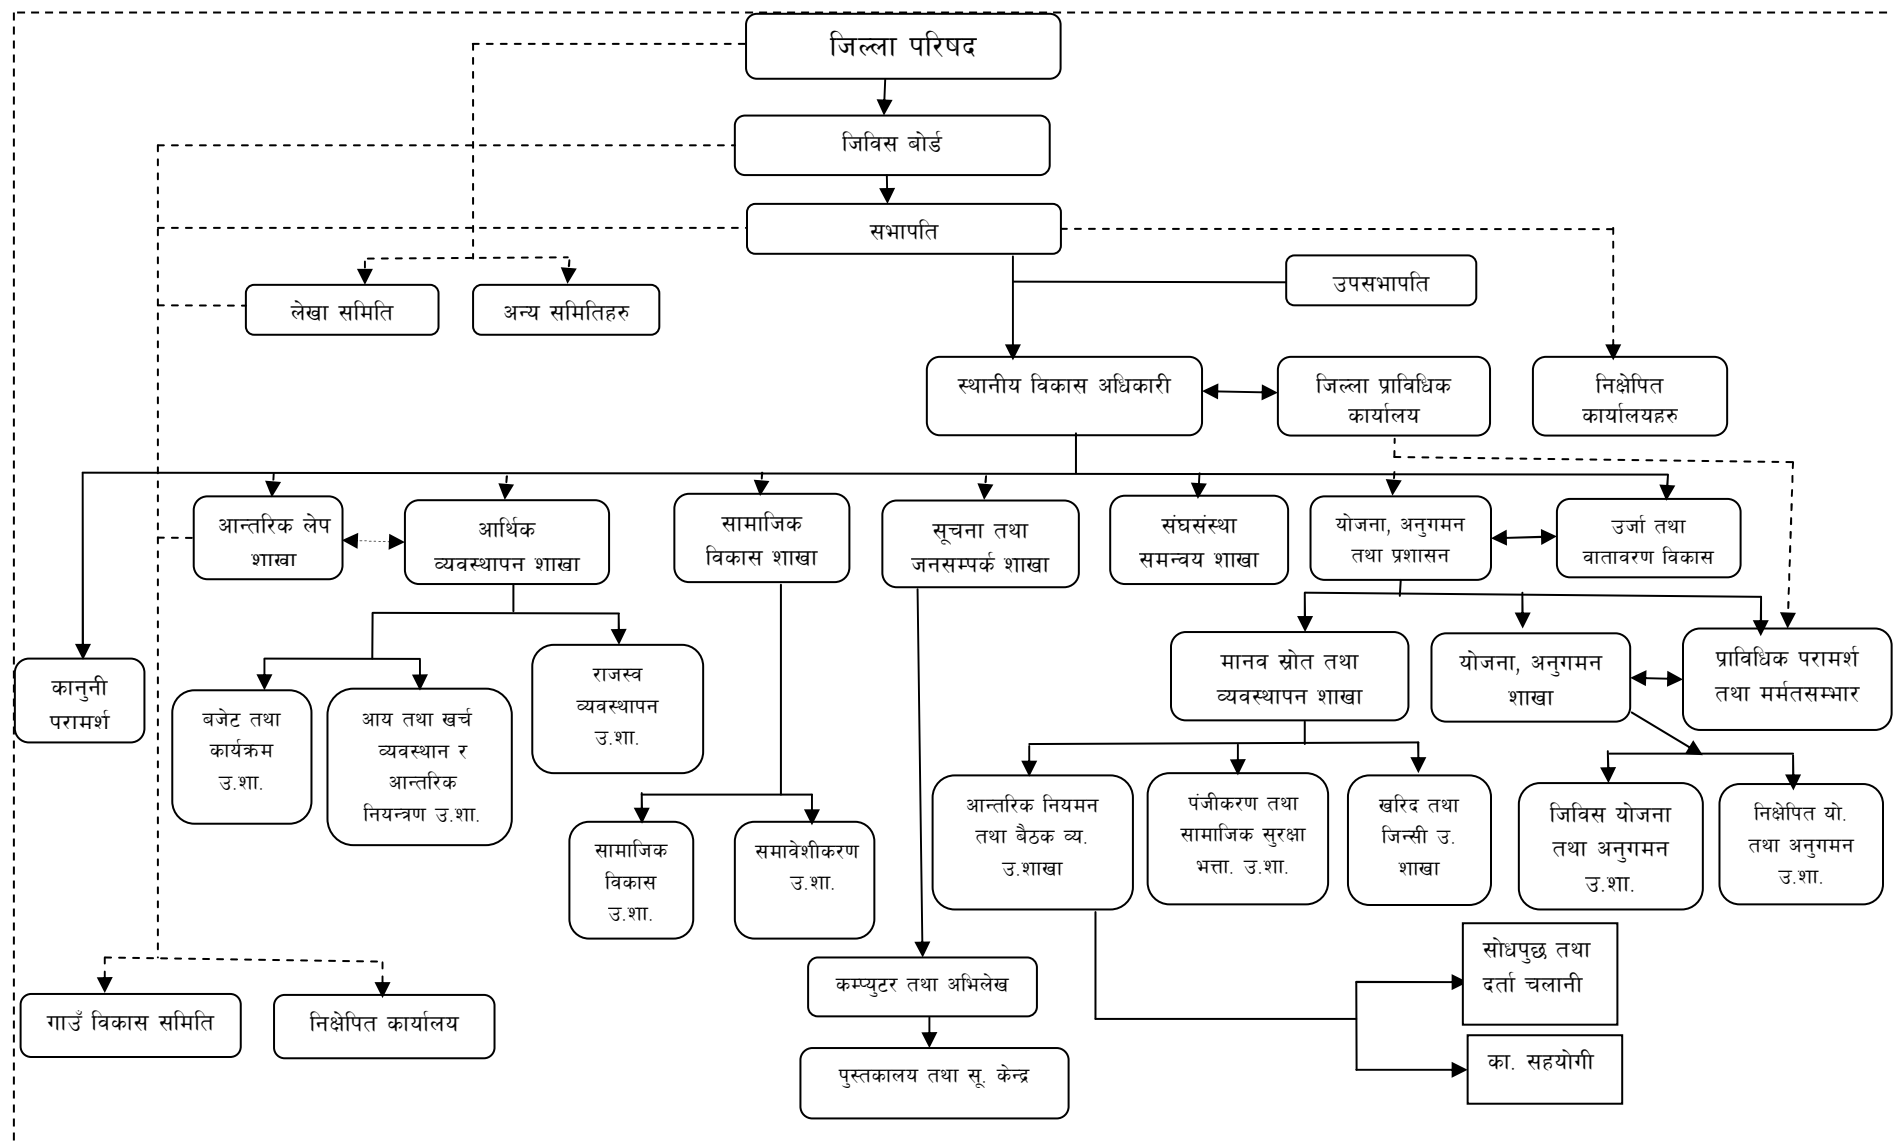 जिल्ला परिषद
जिविस बोर्ड
सभापति
उपसभापति
लेखा समिति
अन्य समितिहरु
स्थानीय विकास अधिकारी
जिल्ला प्राविधिक
कार्यालय
निक्षेपित
कार्यालयहरु
आन्तरिक लेप
शाखा
आर्थिक
व्यवस्थापन शाखा
सामाजिक
विकास शाखा
सूचना तथा
जनसम्पर्क शाखा
संघसंस्था
समन्वय शाखा
योजना, अनुगमन
तथा प्रशासन
उर्जा तथा
वातावरण विकास
कानुनी
परामर्श
बजेट तथा
कार्यक्रम
उ.शा.
आय तथा खर्च
व्यवस्थान र
आन्तरिक
नियन्त्रण उ.शा.
राजस्व
व्यवस्थापन
उ.शा.
मानव स्रोत तथा
व्यवस्थापन शाखा
योजना, अनुगमन
शाखा
प्राविधिक परामर्श
तथा मर्मतसम्भार
सामाजिक
विकास
उ.शा.
समावेशीकरण
उ.शा.
आन्तरिक नियमन
तथा बैठक व्य.
उ.शाखा
पंजीकरण तथा
सामाजिक सुरक्षा
भत्ता. उ.शा.
खरिद तथा
जिन्सी उ.
शाखा
जिविस योजना
तथा अनुगमन
उ.शा.
निक्षेपित यो.
तथा अनुगमन
उ.शा.
गाउँ विकास समिति
निक्षेपित कार्यालय
कम्प्युटर तथा अभिलेख
पुस्तकालय तथा सू. केन्द्र
सोधपुछ तथा
दर्ता चलानी
का. सहयोगी